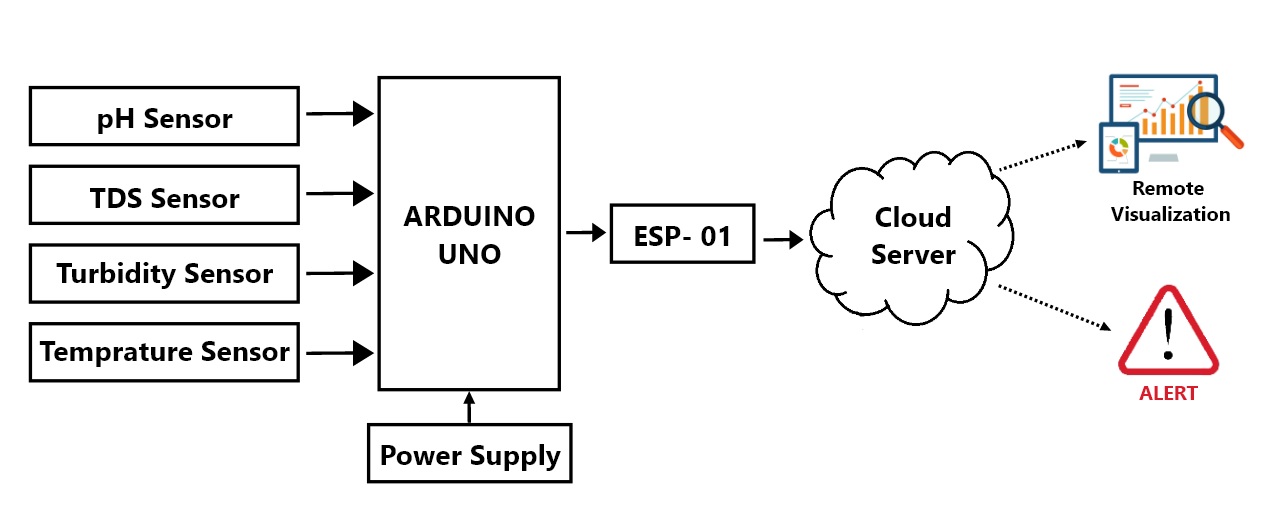 pH Sensor
TDS Sensor
Turbidity Sensor
Temprature Sensor
ARDUINO
UNO
Power Supply
ESP- 01
Cloud
Server
Remote
Visualization
ALERT